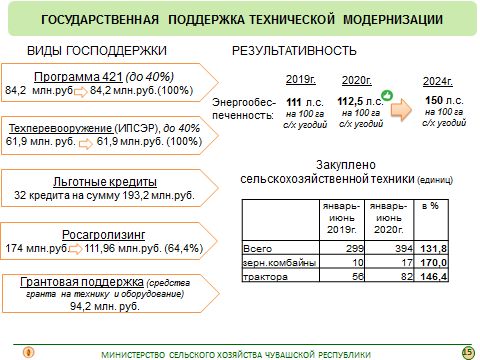 ГОСУДАРСТВЕННАЯ ПОДДЕРЖКА ТЕХНИЧЕСКОЙ МОДЕРНИЗАЦИИ
ВИДЫ ГОСПОДДЕРЖКИ
Программа 421 (до 40%)
84,2 млн.руб. 84,2 млн.руб.(100%)
Техперевооружение (ИПСЭР), до 40%
61,9 млн. руб. 61,9 млн.руб. (100%)
Льготные кредиты
32 кредита на сумму 193,2 млн.руб.
Росагролизинг
174 млн.руб. 111,96 млн.руб. (64,4%)
Грантовая поддержка (средства
гранта на технику и оборудование)
94,2 млн. руб.
РЕЗУЛЬТАТИВНОСТЬ
2019г. 2020г. 2024г.
Энергообес-
печенность:
111 л.с.
на 100 га
с/х угодий
112,5 л.с.
на 100 га
с/х угодий
150 л.с.
на 100 га
с/х угодий
Закуплено
сельскохозяйственной техники (единиц)
январь-июнь 2019г. январь-июнь 2020г. в %
Всего 299 394 131,8
зерн.комбайны 10 17 170,0
трактора 56 82 146,4
МИНИСТЕРСТВО СЕЛЬСКОГО ХОЗЯЙСТВА ЧУВАШСКОЙ РЕСПУБЛИКИ
15